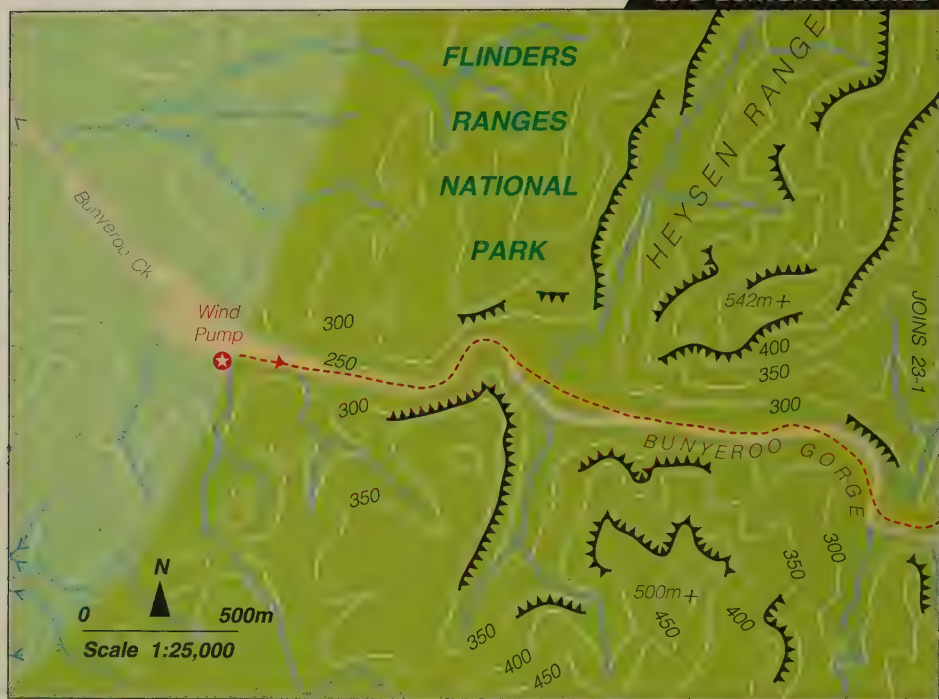 FLINDERS
RANGES
NATIONAL
PARK
HEYSEN RANGE
Bunyeroo Ck
Wind
Pump
542m+
JOINS 23-1
300
250
300
350
400
350
300
BUNYEROO GORGE
N
0 500m
Scale 1:25,000
500m+
350
300
450
400
350
400
450